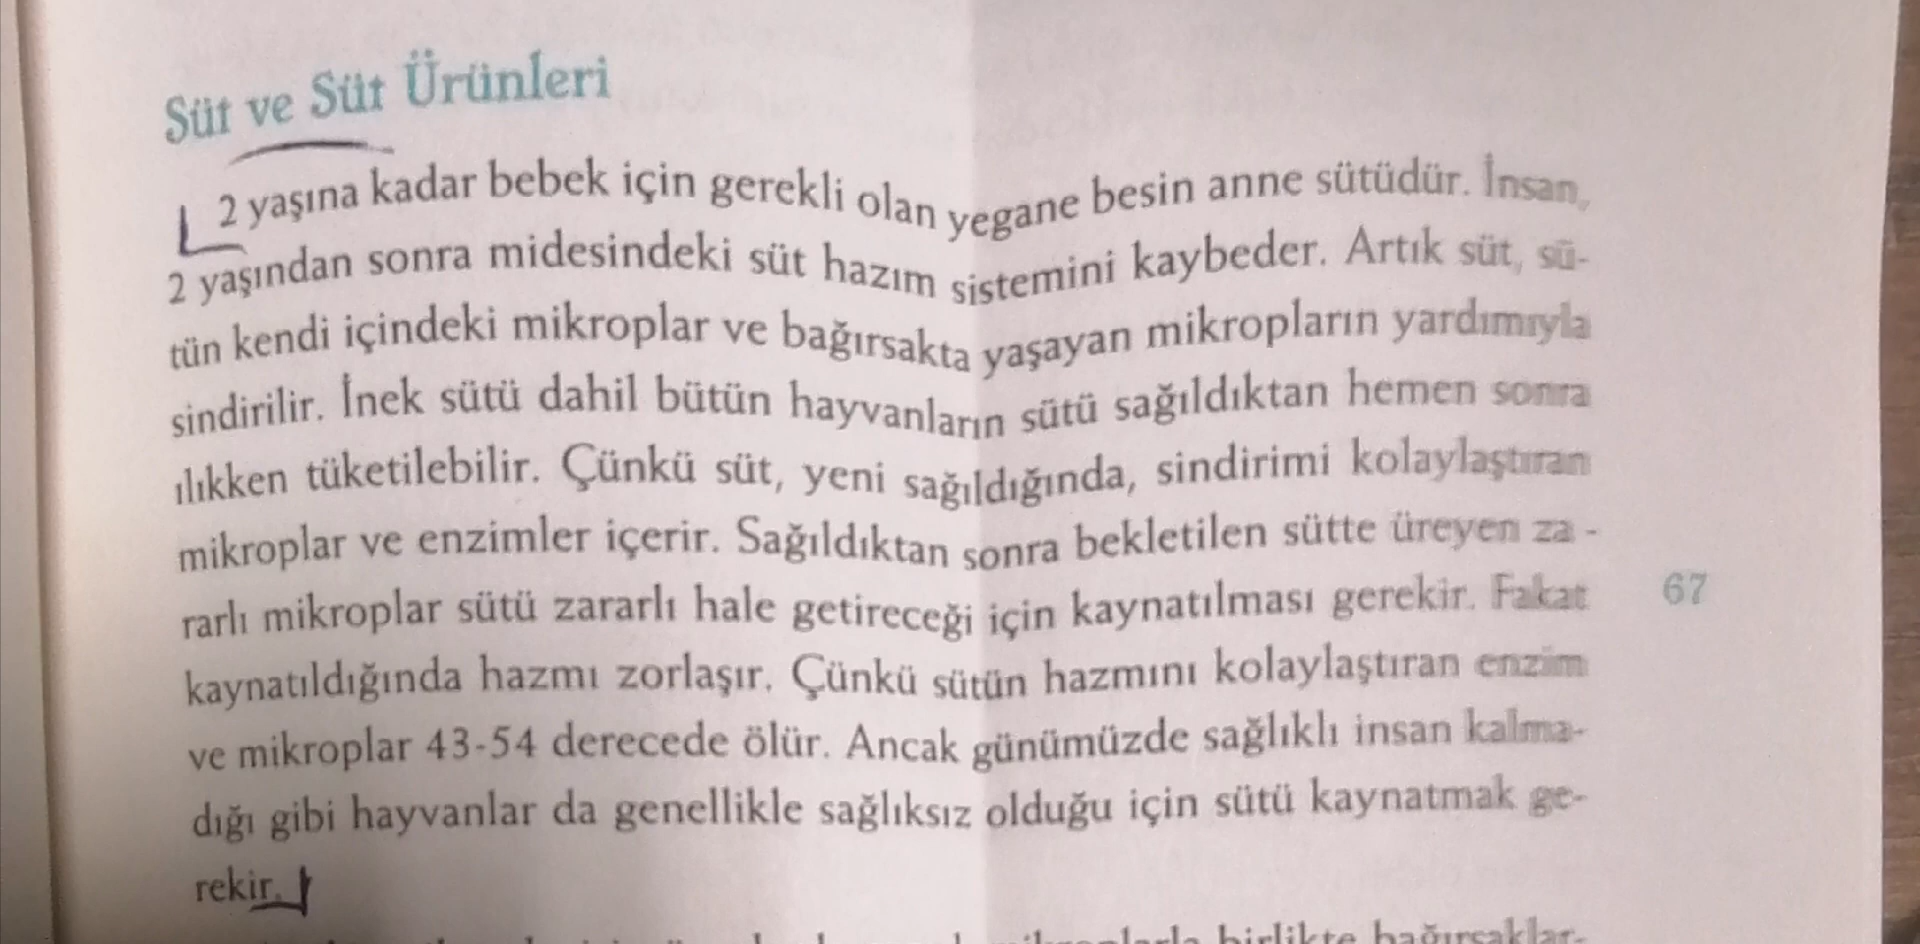 Süt ve Süt Ürünleri
2 yaşına kadar bebek için gerekli olan yegane besin anne sütüdür. İnsan,
2 yaşından sonra midesindeki süt hazım sistemini kaybeder. Artık süt, sü-
tün kendi içindeki mikroplar ve bağırsakta yaşayan mikropların yardımıyla
sindirilir. İnek sütü dahil bütün hayvanların sütü sağıldıktan hemen sonra
ılıkken tüketilebilir. Çünkü süt, yeni sağıldığında, sindirimi kolaylaştıran
mikroplar ve enzimler içerir. Sağıldıktan sonra bekletilen sütte üreyen za -
rarlı mikroplar sütü zararlı hale getireceği için kaynatılması gerekir. Fakat
67
kaynatıldığında hazmı zorlaşır. Çünkü sütün hazmını kolaylaştıran enzim
ve mikroplar 43-54 derecede ölür. Ancak günümüzde sağlıklı insan kalma-
dığı gibi hayvanlar da genellikle sağlıksız olduğu için sütü kaynatmak ge-
rekir.
birlikte bağırsaklar-